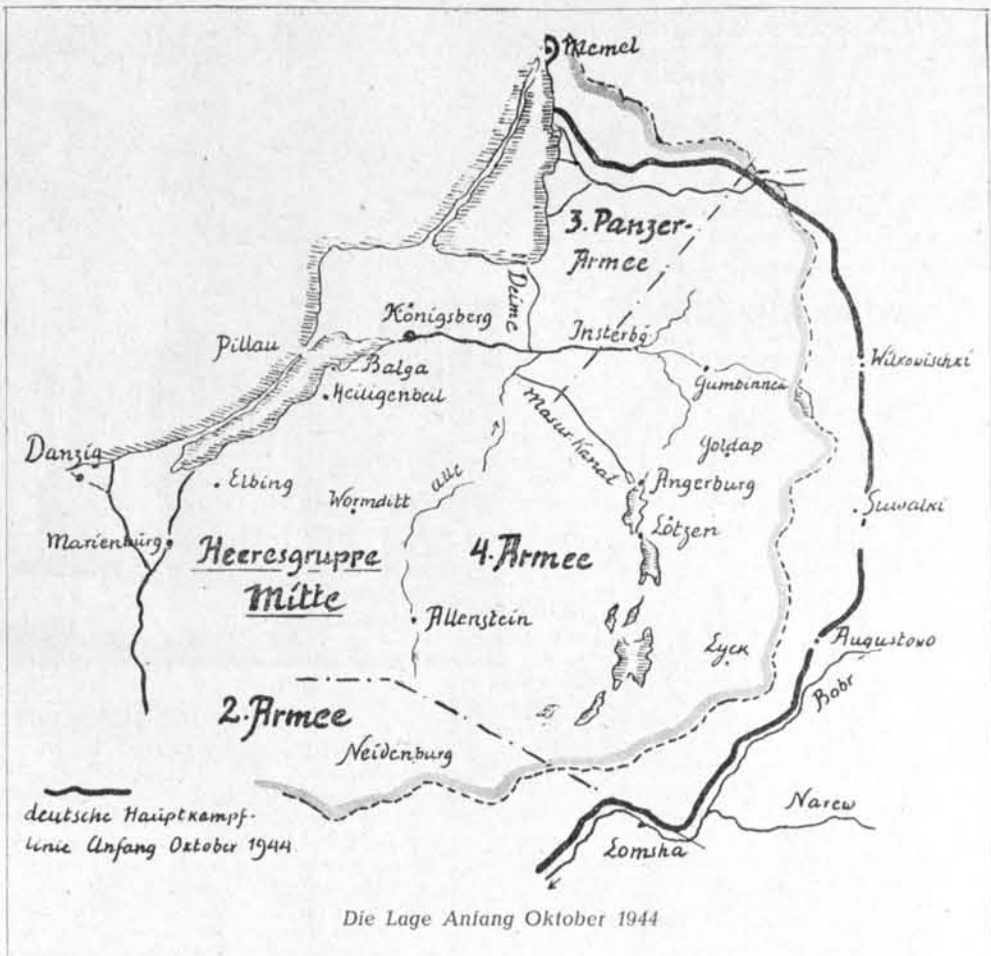 Memel
3. Panzer-
Armee
Deime
Königsberg
Insterbg
Pillau
Balga
Heiligenbeil
Gumbinnen
Wilkowischki
Masur. Kanal
Goldap
Danzig
Elbing
Wormditt
Alle
Angerburg
Lötzen
Suwalki
Marienburg
Heeresgruppe
Mitte
4. Armee
Allenstein
Lyck
Augustowo
Bobr
2. Armee
Neidenburg
Narew
Lomsha
deutsche Hauptkampf-
linie Anfang Oktober 1944
Die Lage Anfang Oktober 1944